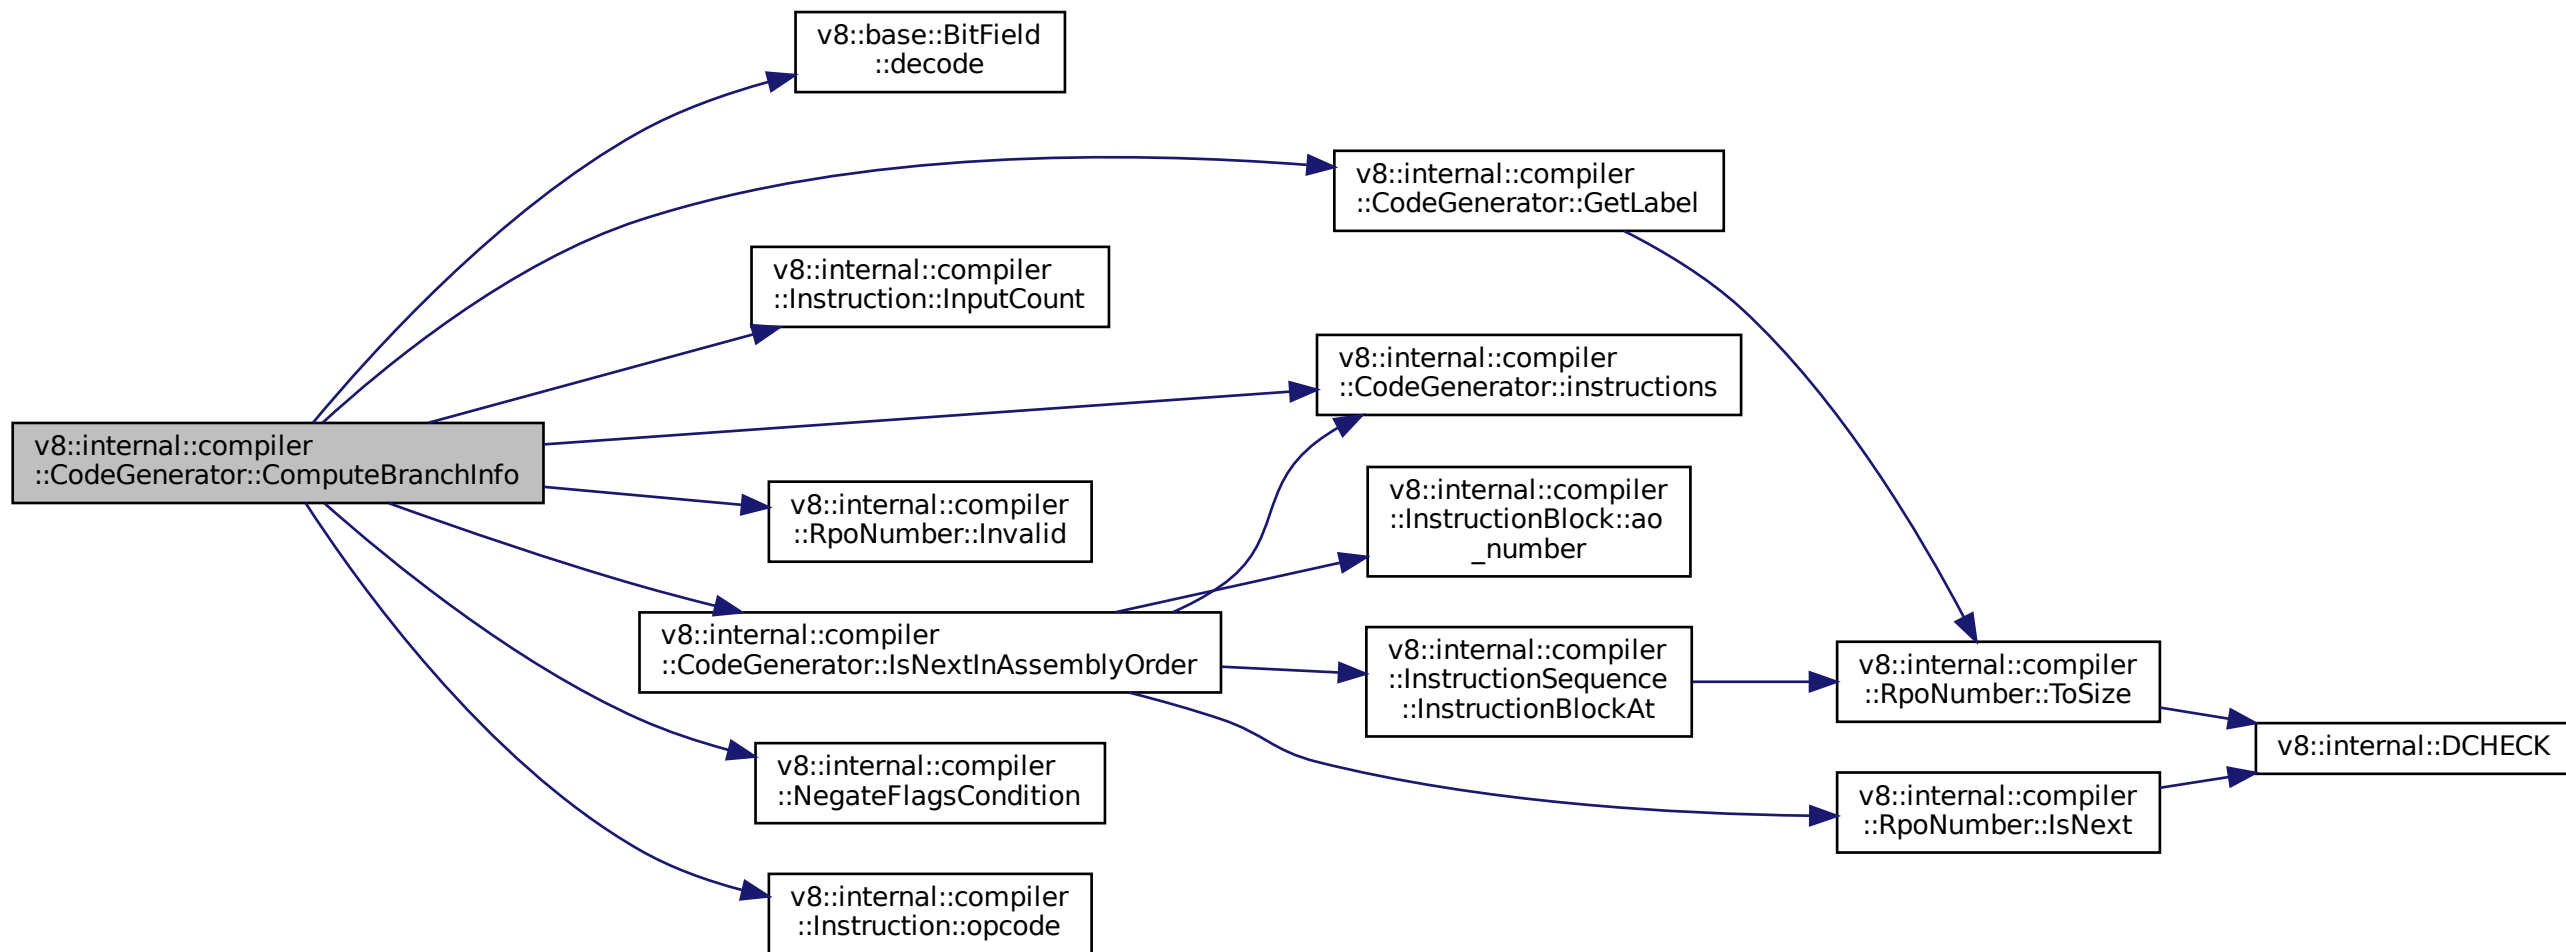 v8::base::BitField
::decode
v8::internal::compiler
::CodeGenerator::GetLabel
v8::internal::compiler
::Instruction::InputCount
v8::internal::compiler
::CodeGenerator::instructions
v8::internal::compiler
::CodeGenerator::ComputeBranchInfo
v8::internal::compiler
::RpoNumber::Invalid
v8::internal::compiler
::InstructionBlock::ao
_number
v8::internal::compiler
::CodeGenerator::IsNextInAssemblyOrder
v8::internal::compiler
::InstructionSequence
::InstructionBlockAt
v8::internal::compiler
::RpoNumber::ToSize
v8::internal::DCHECK
v8::internal::compiler
::NegateFlagsCondition
v8::internal::compiler
::RpoNumber::IsNext
v8::internal::compiler
::Instruction::opcode